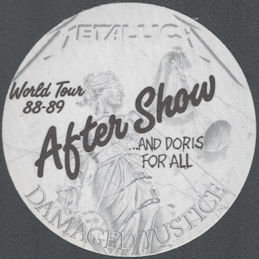 METALLICA
World Tour
88-89
After Show
...AND DORIS
FOR ALL
DAMAGED JUSTICE